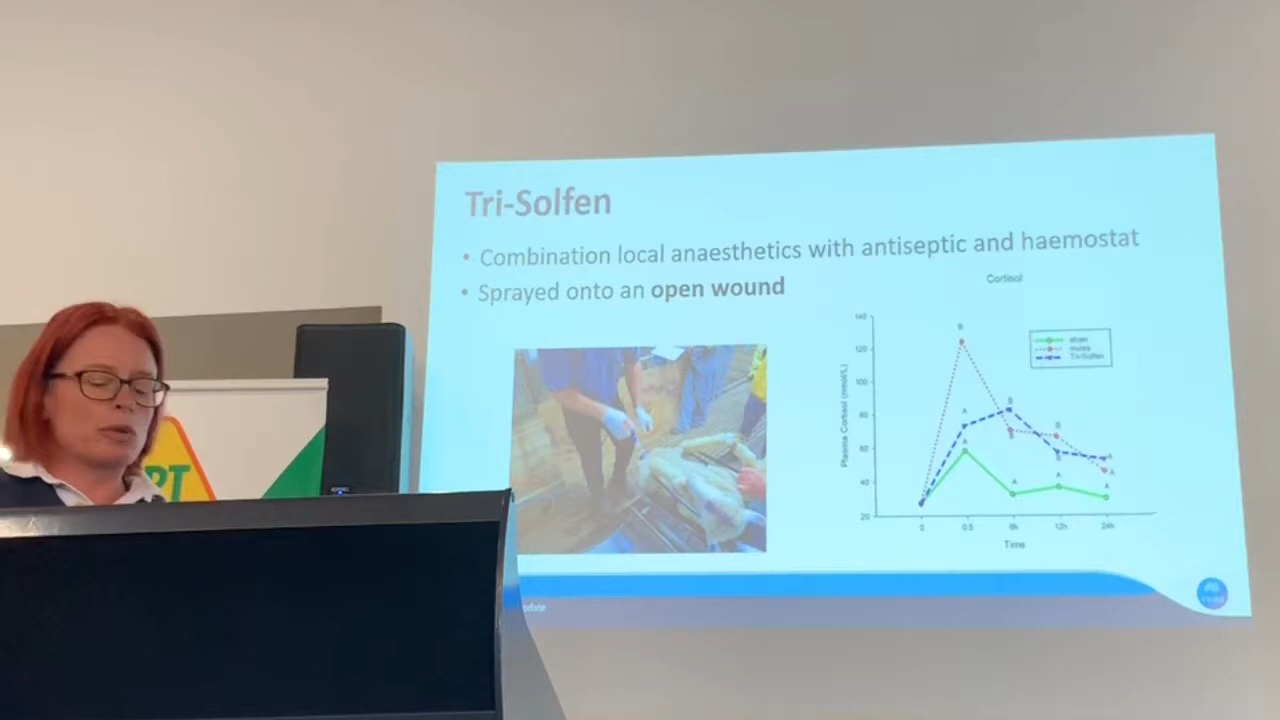 Tri-Solfen
• Combination local anaesthetics with antiseptic and haemostat
• Sprayed onto an open wound
Cortisol
140
120
100
80
60
40
20
Plasma Cortisol (nmol/L)
sham
mules
Tri-Solfen
B
A
A
B
B
A
B
B
A
A
A
A
0
0.5
6h
12h
24h
Time